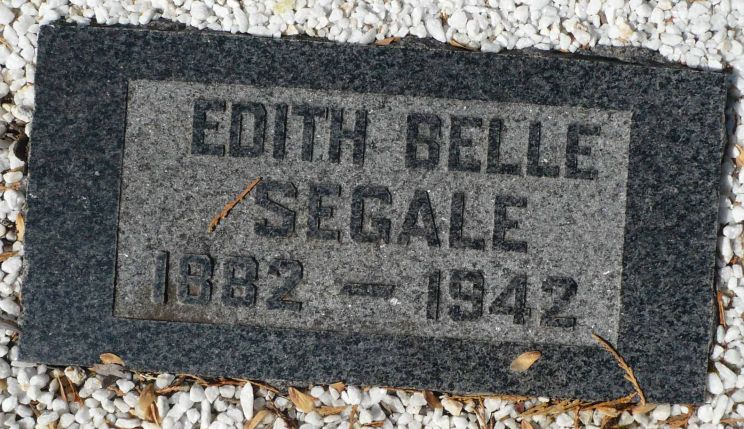 EDITH BELLE
SEGALE
1882 — 1942